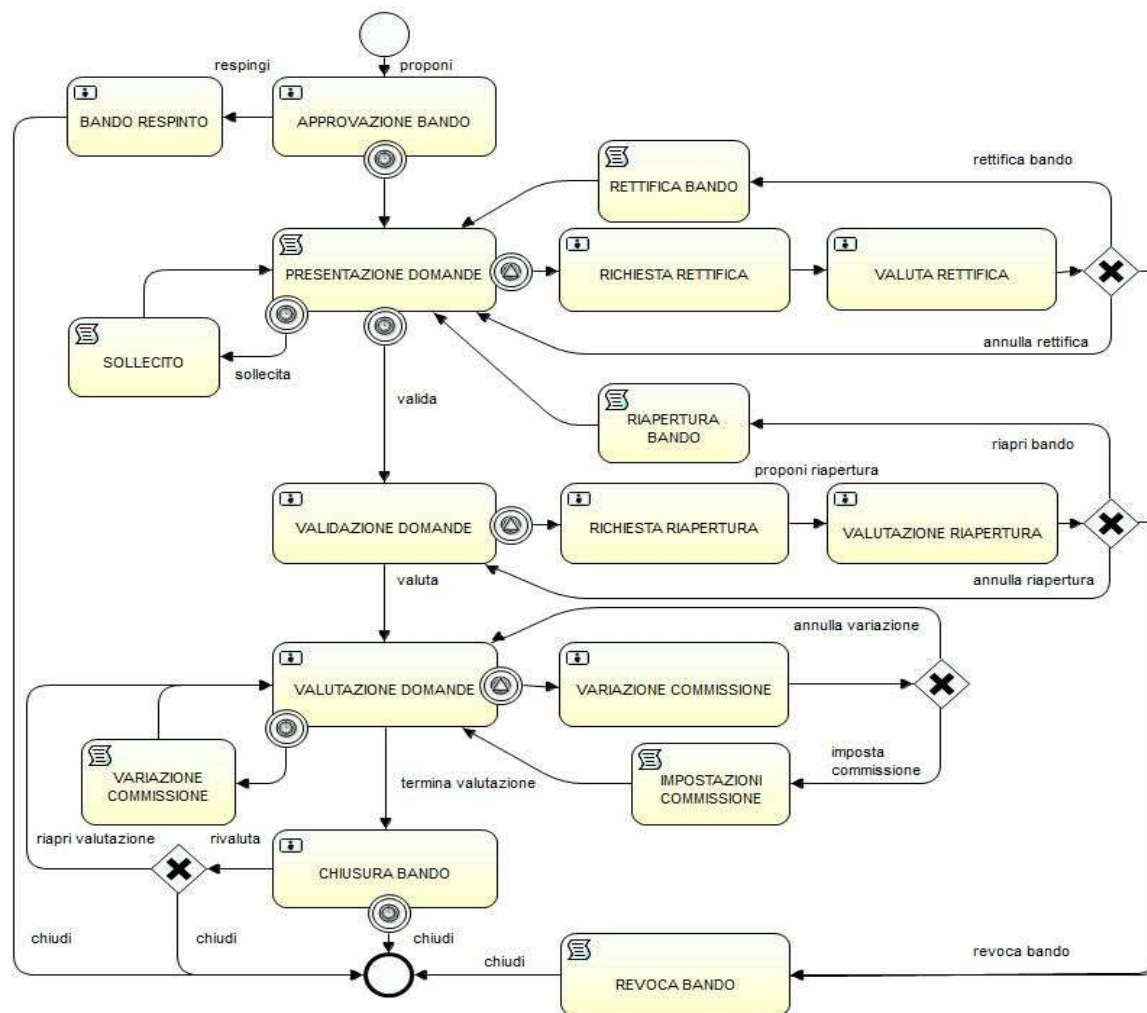 respingi
proponi
BANDO RESPINTO
APPROVAZIONE BANDO
rettifica bando
RETTIFICA BANDO
PRESENTAZIONE DOMANDE
RICHIESTA RETTIFICA
VALUTA RETTIFICA
annulla rettifica
SOLLECITO
sollecita
valida
RIAPERTURA
BANDO
riapri bando
proponi riapertura
VALIDAZIONE DOMANDE
RICHIESTA RIAPERTURA
VALUTAZIONE RIAPERTURA
annulla riapertura
valuta
annulla variazione
VALUTAZIONE DOMANDE
VARIAZIONE COMMISSIONE
imposta
commissione
VARIAZIONE
COMMISSIONE
termina valutazione
IMPOSTAZIONI
COMMISSIONE
riapri valutazione
rivaluta
CHIUSURA BANDO
chiudi
chiudi
chiudi
chiudi
revoca bando
REVOCA BANDO